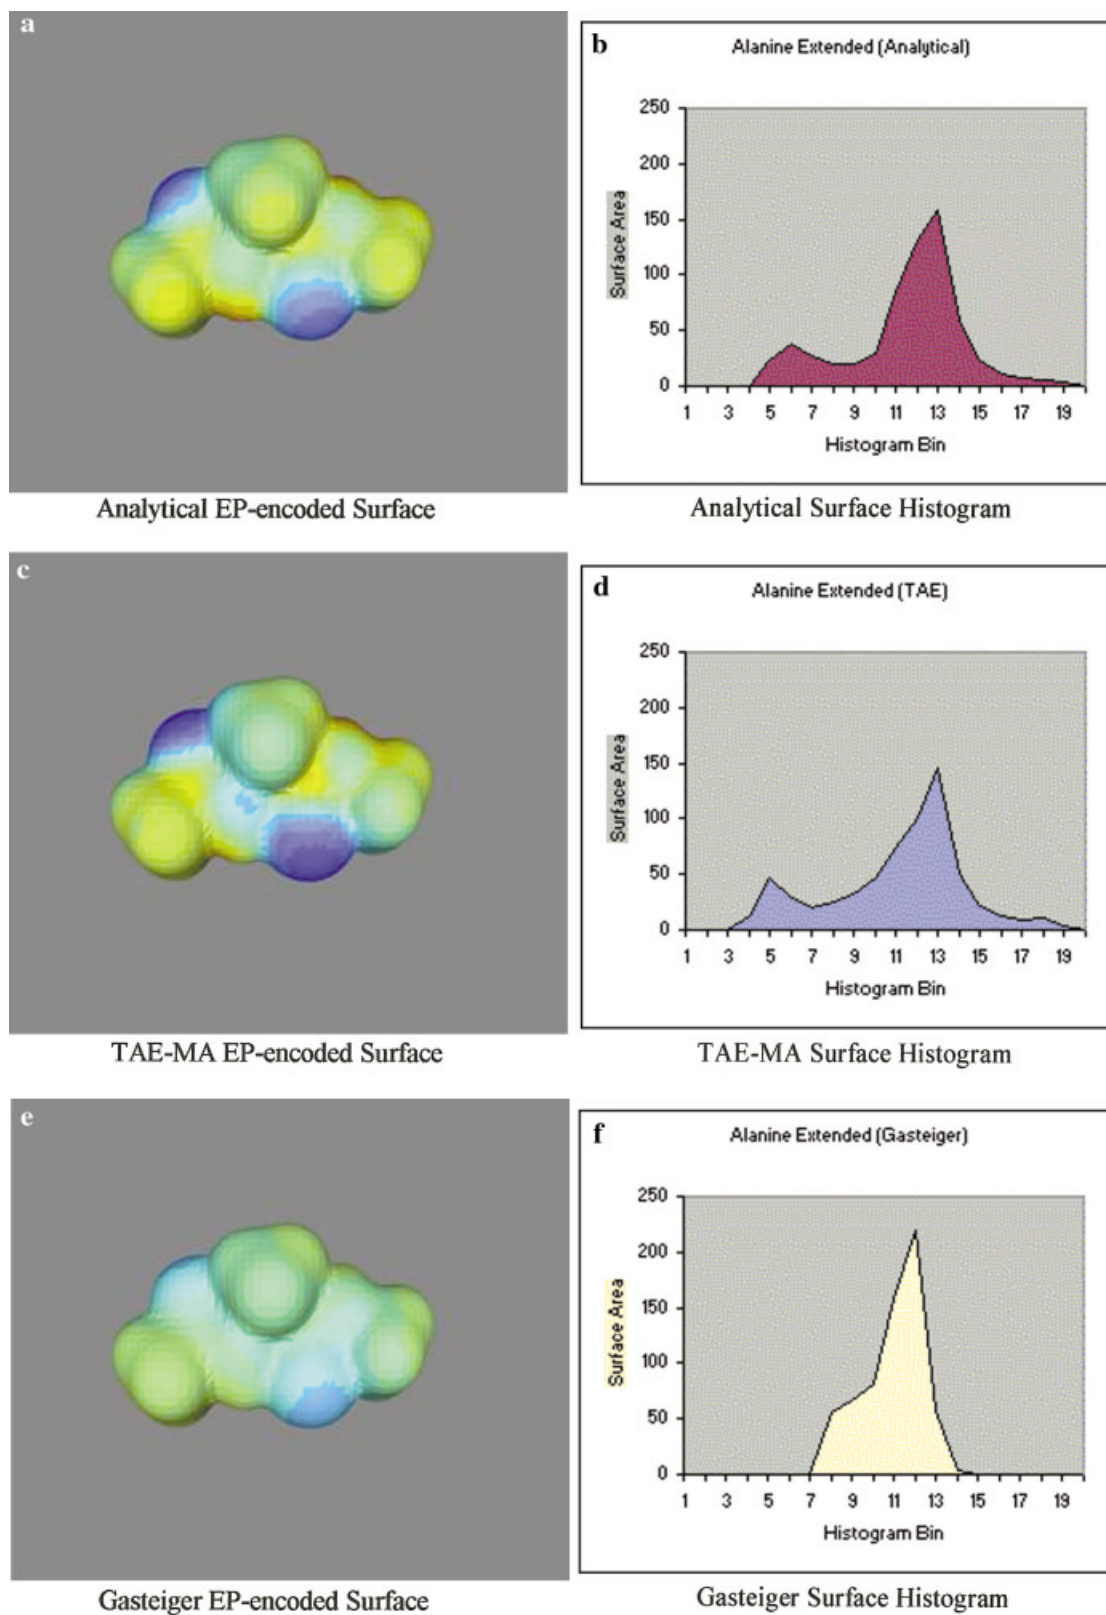 a
Analytical EP-encoded Surface
b
Alanine Extended (Analytical)
250
200
150
100
50
0
Surface Area
1 3 5 7 9 11 13 15 17 19
Histogram Bin
Analytical Surface Histogram
c
TAE-MA EP-encoded Surface
d
Alanine Extended (TAE)
250
200
150
100
50
0
Surface Area
1 3 5 7 9 11 13 15 17 19
Histogram Bin
TAE-MA Surface Histogram
e
Gasteiger EP-encoded Surface
f
Alanine Extended (Gasteiger)
250
200
150
100
50
0
Surface Area
1 3 5 7 9 11 13 15 17 19
Histogram Bin
Gasteiger Surface Histogram